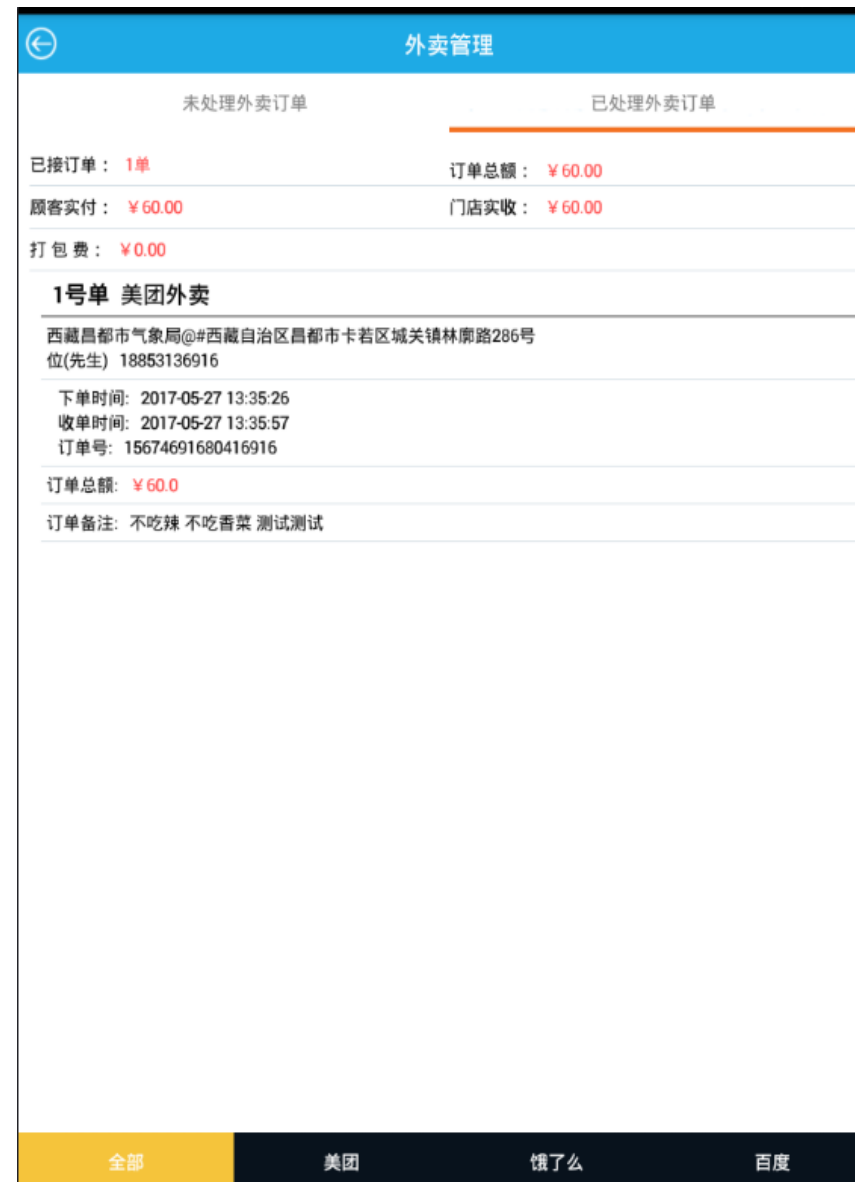 外卖管理
未处理外卖订单 已处理外卖订单
已接订单： 1单 订单总额： ￥60.00
顾客实付： ￥60.00 门店实收： ￥60.00
打 包 费： ￥0.00
1号单 美团外卖
西藏昌都市气象局@#西藏自治区昌都市卡若区城关镇林廓路286号
位(先生) 18853136916
下单时间: 2017-05-27 13:35:26
收单时间: 2017-05-27 13:35:57
订单号: 15674691680416916
订单总额: ￥60.0
订单备注: 不吃辣 不吃香菜 测试测试
全部 美团 饿了么 百度